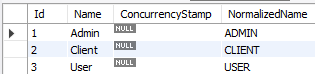 Id Name ConcurrencyStamp NormalizedName
1 Admin NULL ADMIN
2 Client NULL CLIENT
3 User NULL USER